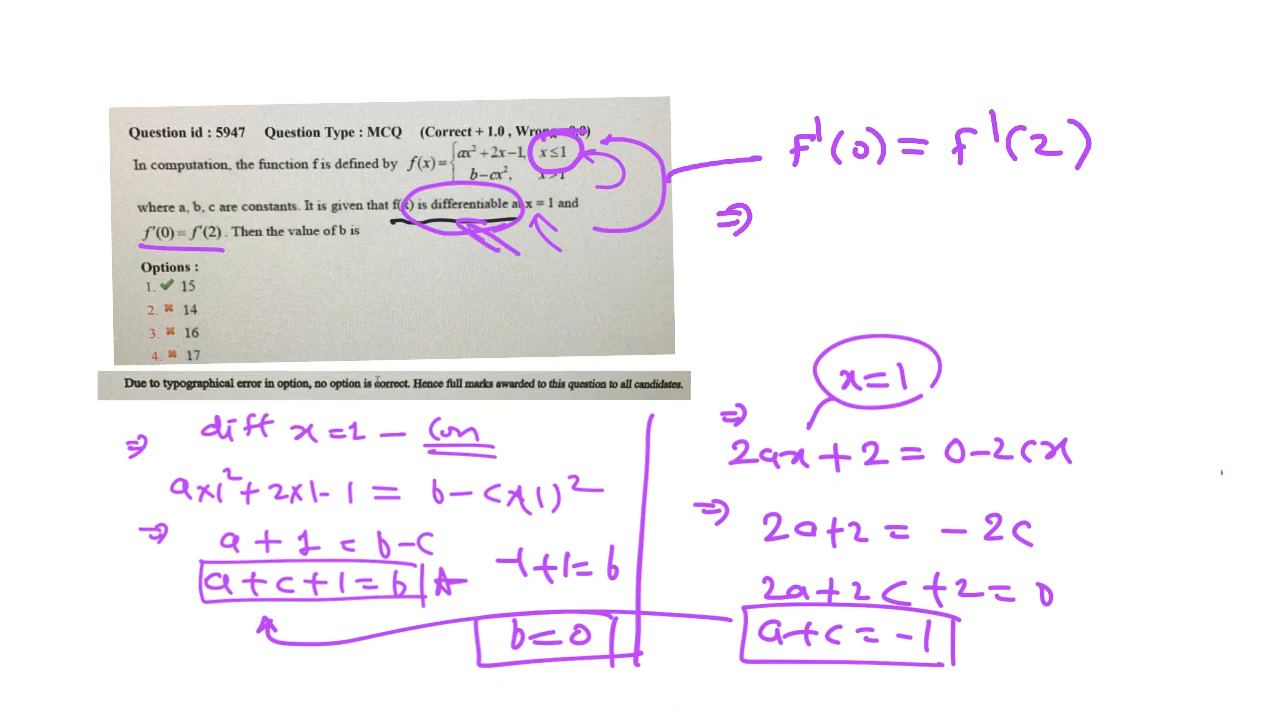 Question id : 5947 Question Type : MCQ (Correct + 1.0 , Wrong - 0.0)
In computation, the function f is defined by f(x)={ax²+2x−1, x≤1
b−cx², x>1
where a, b, c are constants. It is given that f(x) is differentiable at x = 1 and
f'(0) = f'(2) . Then the value of b is
Options :
1. ✔ 15
2. ✖ 14
3. ✖ 16
4. ✖ 17
Due to typographical error in option, no option is correct. Hence full marks awarded to this question to all candidates.
f'(0) = f'(2)
⇒
⇒ diff x=1 − Con
ax1²+2x1−1 = b−cx(1)²
⇒ a+1 = b−c
a+c+1=b
−1+1=b
b=0
x=1
⇒ 2ax+2 = 0−2cx
⇒ 2a+2 = −2c
2a+2c+2=0
a+c=−1